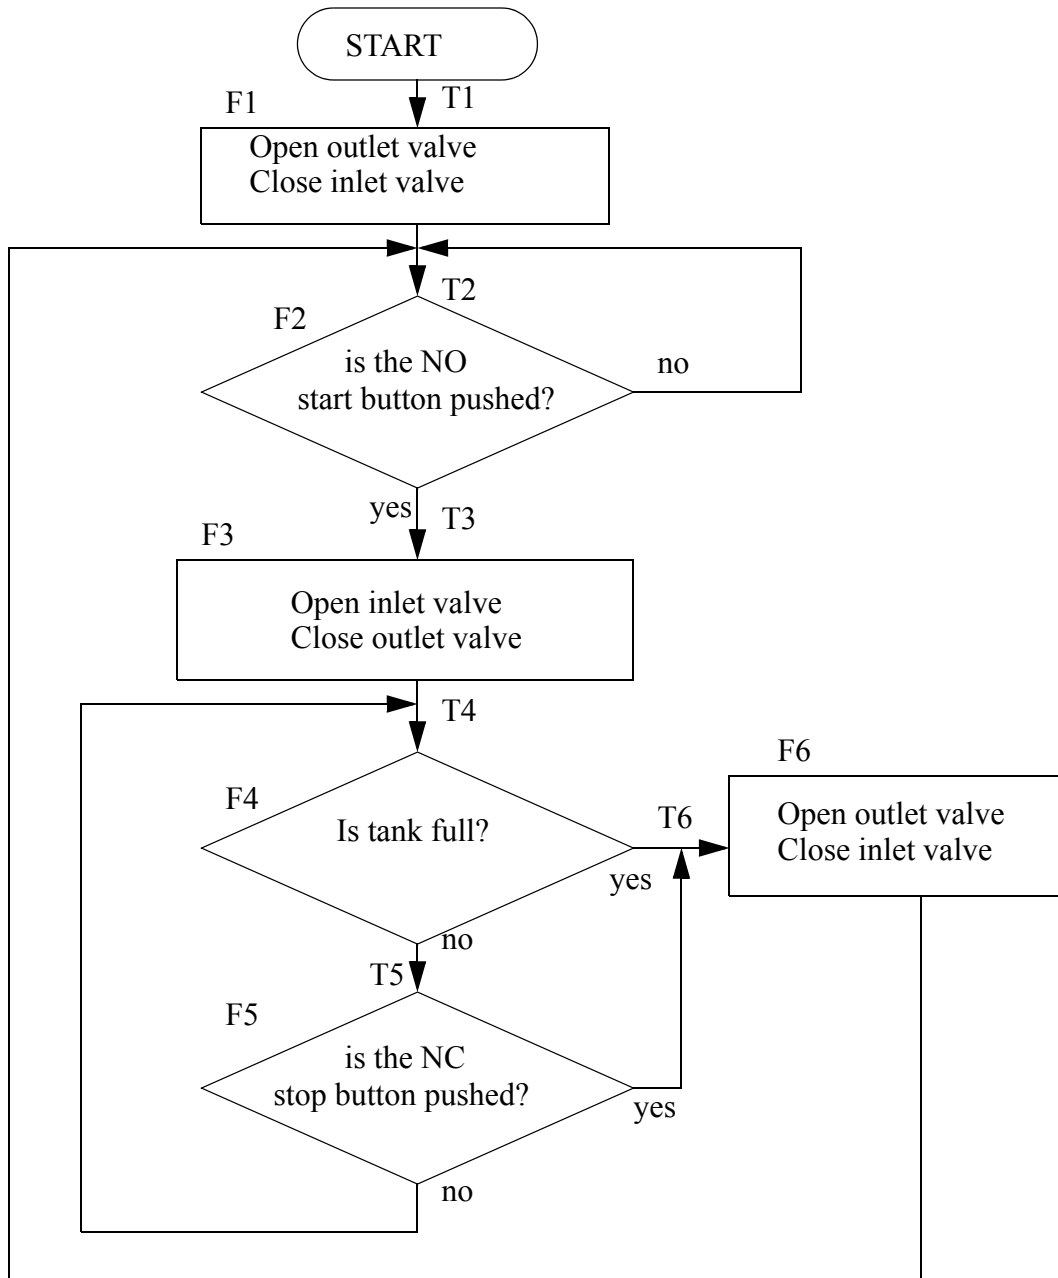 START
T1
F1
Open outlet valve
Close inlet valve
T2
F2
is the NO
start button pushed?
no
yes
T3
F3
Open inlet valve
Close outlet valve
T4
F4
Is tank full?
T6
yes
F6
Open outlet valve
Close inlet valve
no
T5
F5
is the NC
stop button pushed?
yes
no